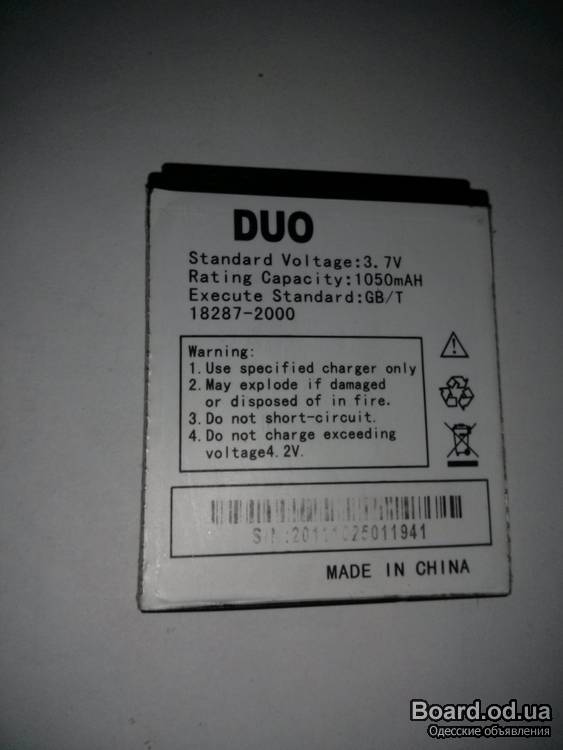 DUO
Standard Voltage:3.7V
Rating Capacity:1050mAH
Execute Standard:GB/T
18287-2000
Warning:
1.Use specified charger only
2.May explode if damaged
or disposed of in fire.
3.Do not short-circuit.
4.Do not charge exceeding
voltage4.2V.
MADE IN CHINA
Board.od.ua
Одесские объявления